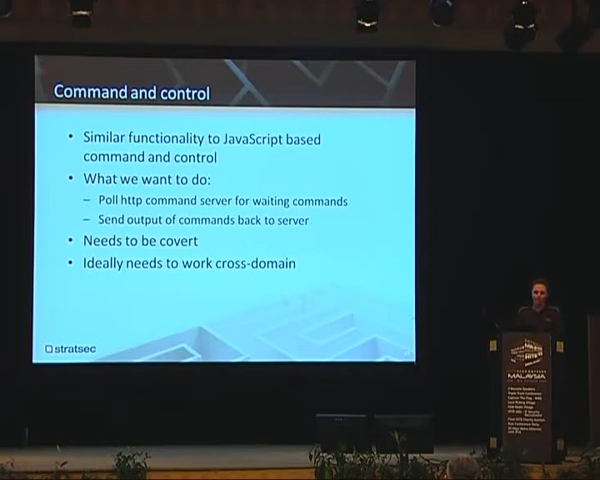 Command and control
• Similar functionality to JavaScript based
command and control
• What we want to do:
– Poll http command server for waiting commands
– Send output of commands back to server
• Needs to be covert
• Ideally needs to work cross-domain
stratsec
MALAYSIA